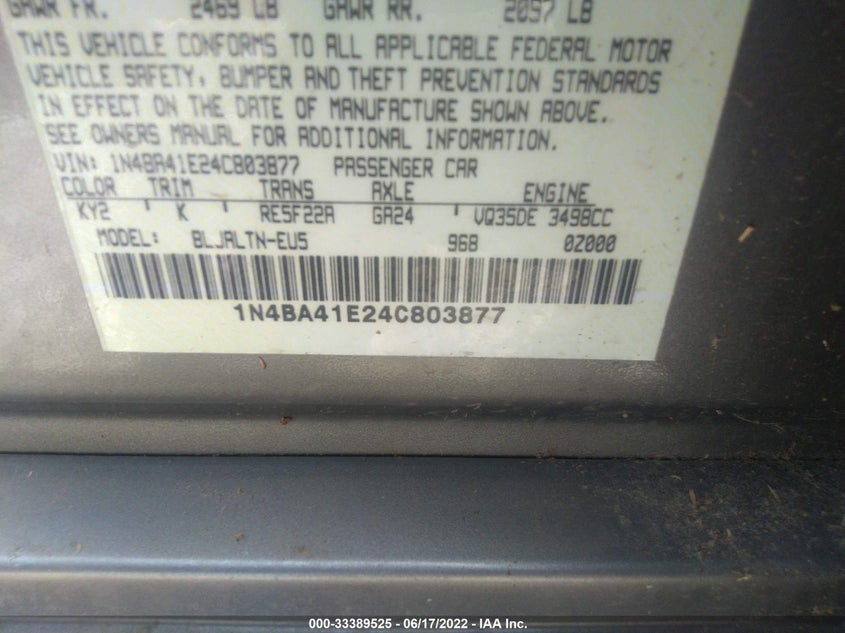 GAWR FR. 2469 LB GAWR RR. 2097 LB
THIS VEHICLE CONFORMS TO ALL APPLICABLE FEDERAL MOTOR
VEHICLE SAFETY, BUMPER AND THEFT PREVENTION STANDARDS
IN EFFECT ON THE DATE OF MANUFACTURE SHOWN ABOVE.
SEE OWNERS MANUAL FOR ADDITIONAL INFORMATION.
VIN: 1N4BA41E24C803877 PASSENGER CAR
COLOR TRIM TRANS AXLE ENGINE
KY2 K RE5F22A GA24 VQ35DE 3498CC
MODEL: BLJALTN-EU5 968 0Z000
1N4BA41E24C803877
000-33389525 - 06/17/2022 - IAA Inc.